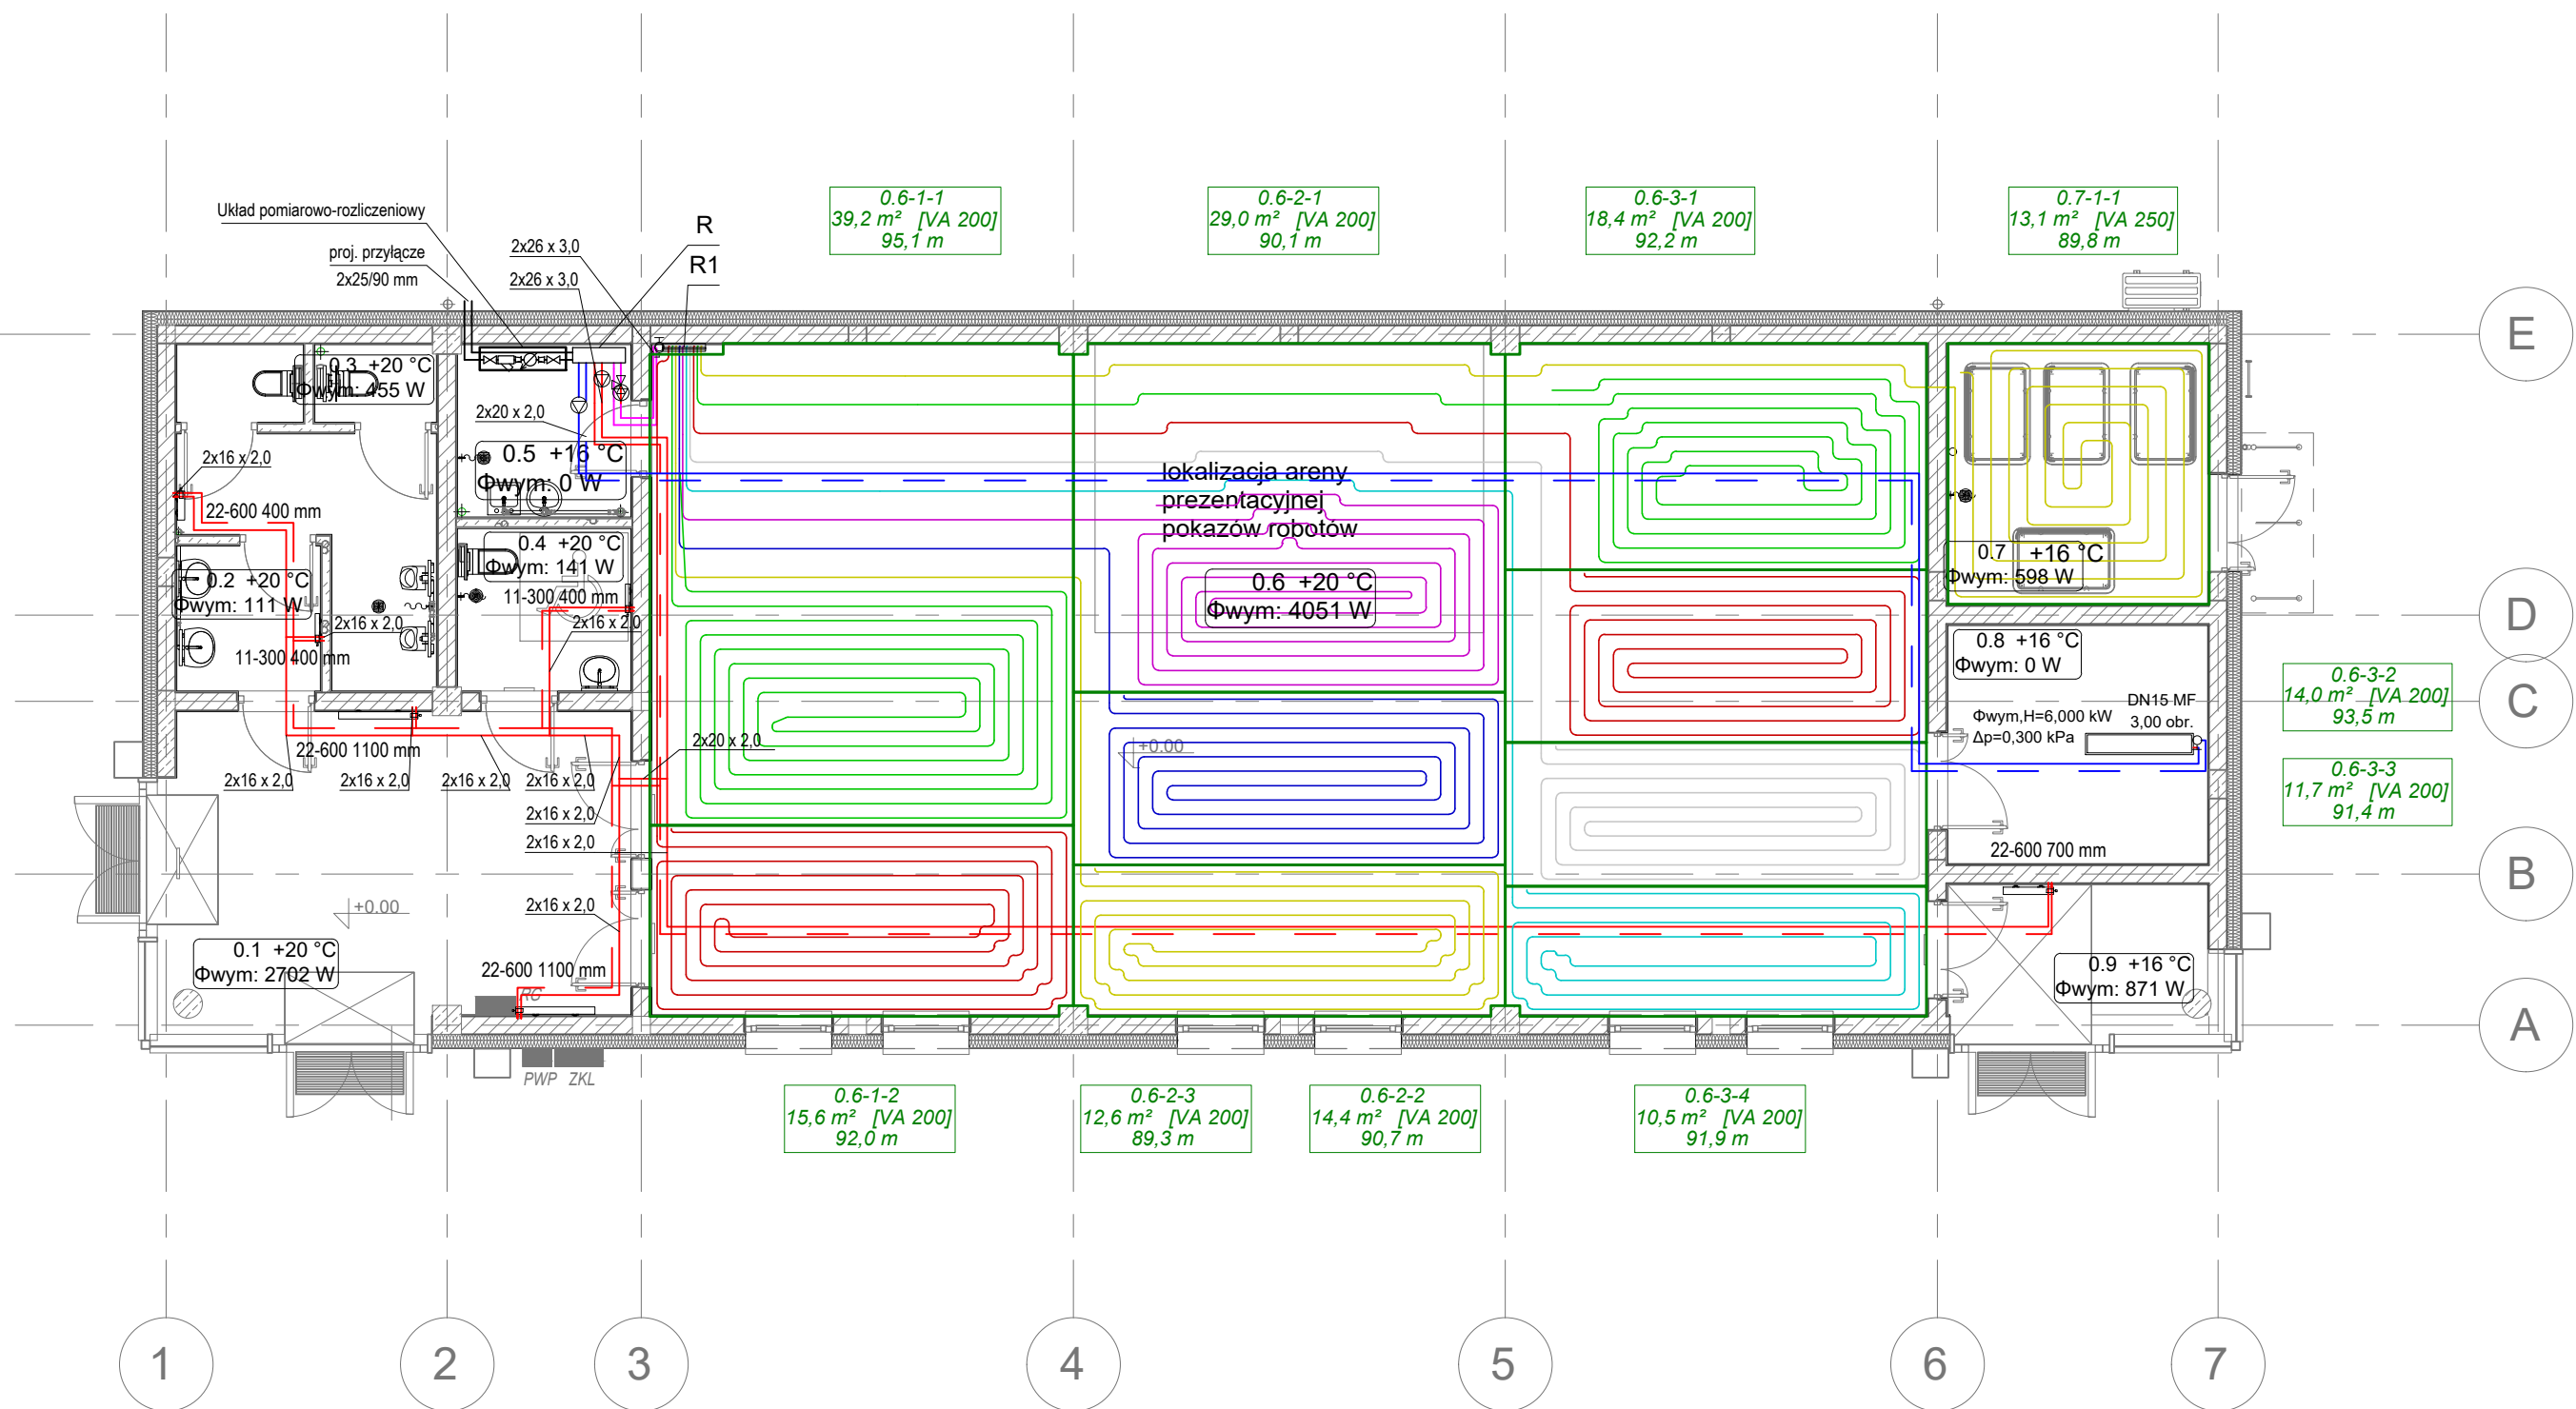 0.6-1-1
39,2 m² [VA 200]
95,1 m
0.6-2-1
29,0 m² [VA 200]
90,1 m
0.6-3-1
18,4 m² [VA 200]
92,2 m
0.7-1-1
13,1 m² [VA 250]
89,8 m
Układ pomiarowo-rozliczeniowy
proj. przyłącze
2x25/90 mm
2x26 x 3,0
2x26 x 3,0
R
R1
E
0.3 +20 °C
Φwym: 455 W
2x20 x 2,0
2x16 x 2,0
0.5 +16 °C
Φwym: 0 W
22-600 400 mm
lokalizacja areny
prezentacyjnej
pokazów robotów
0.4 +20 °C
Φwym: 141 W
11-300 400 mm
0.2 +20 °C
Φwym: 111 W
2x16 x 2,0
2x16 x 2,0
11-300 400 mm
0.6 +20 °C
Φwym: 4051 W
0.7 +16 °C
Φwym: 598 W
D
0.8 +16 °C
Φwym: 0 W
0.6-3-2
14,0 m² [VA 200]
93,5 m
C
DN15 MF
3,00 obr.
Φwym,H=6,000 kW
Δp=0,300 kPa
22-600 1100 mm
2x20 x 2,0
+0.00
2x16 x 2,0
2x16 x 2,0
2x16 x 2,0
2x16 x 2,0
2x16 x 2,0
2x16 x 2,0
0.6-3-3
11,7 m² [VA 200]
91,4 m
22-600 700 mm
B
+0.00
2x16 x 2,0
0.1 +20 °C
Φwym: 2702 W
22-600 1100 mm
RG
0.9 +16 °C
Φwym: 871 W
A
PWP ZKL
0.6-1-2
15,6 m² [VA 200]
92,0 m
0.6-2-3
12,6 m² [VA 200]
89,3 m
0.6-2-2
14,4 m² [VA 200]
90,7 m
0.6-3-4
10,5 m² [VA 200]
91,9 m
1
2
3
4
5
6
7